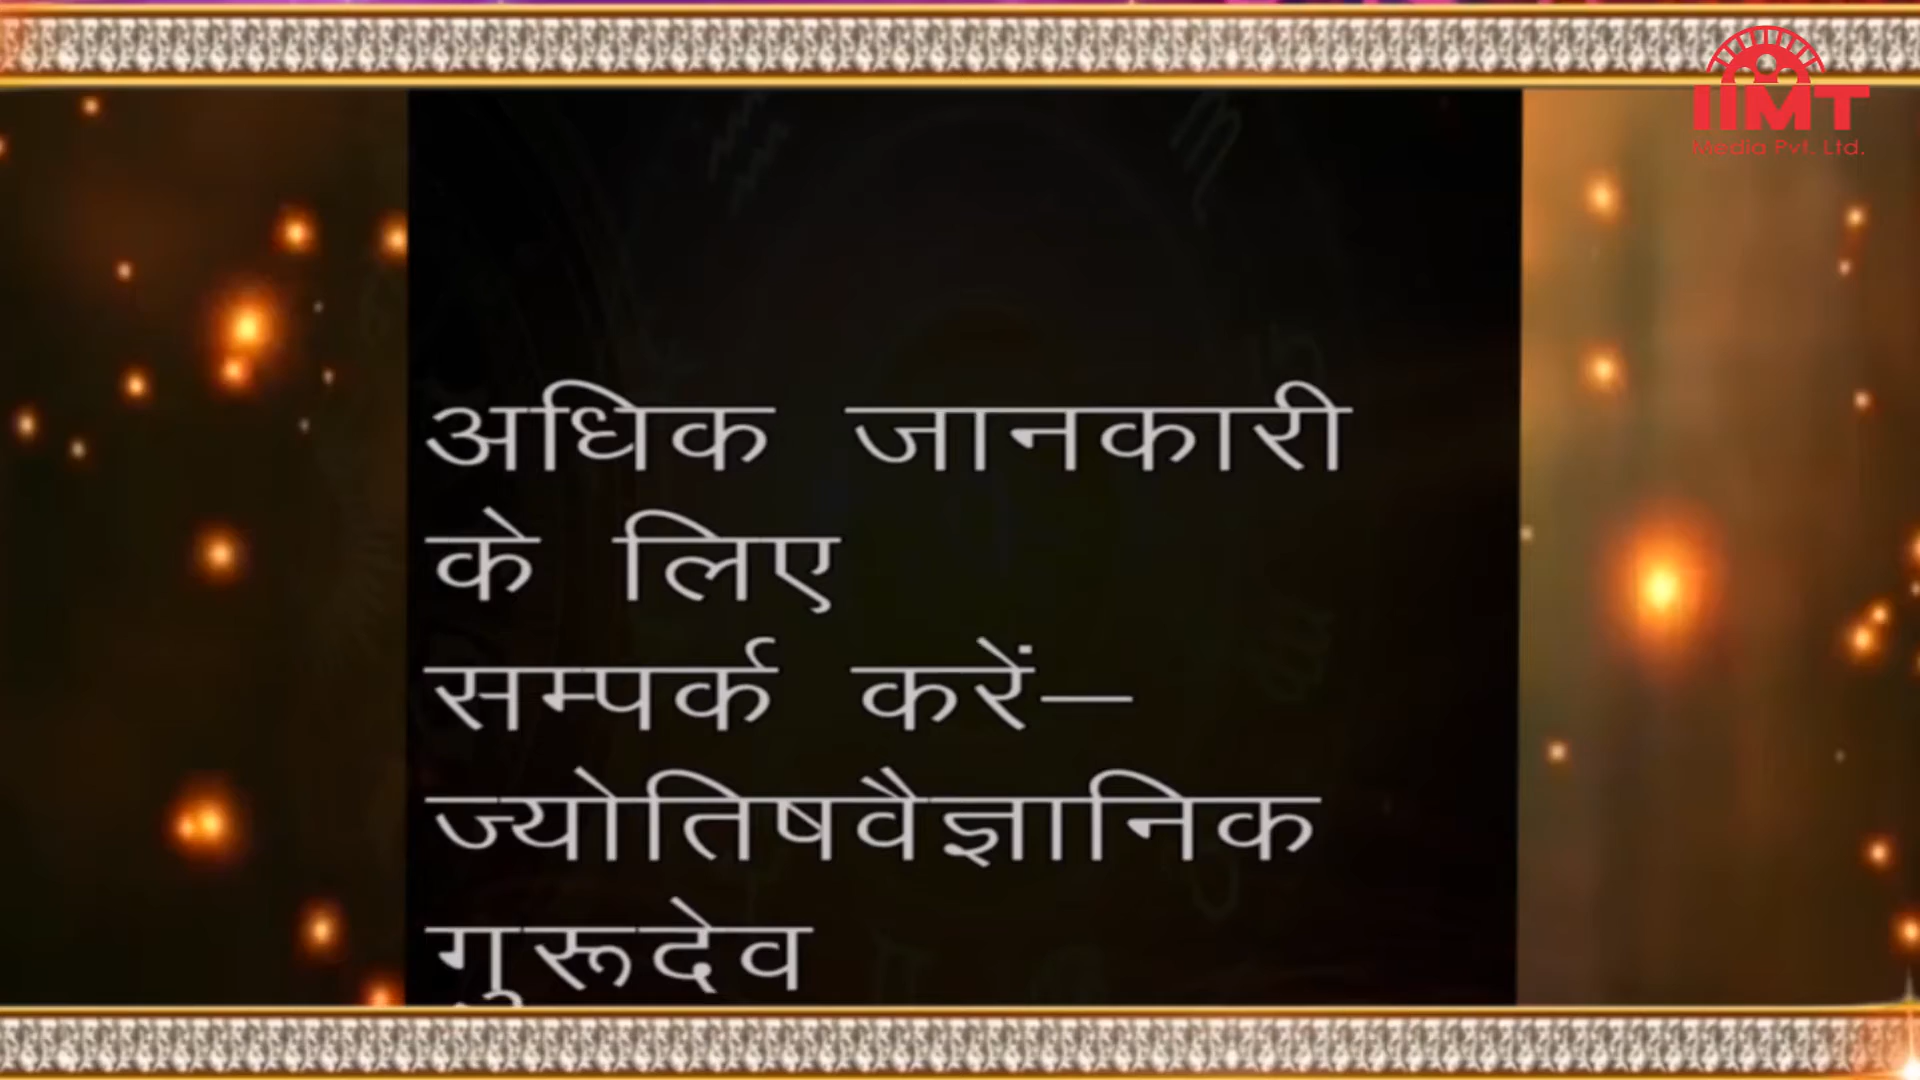 IIMT
Media Pvt. Ltd.
अधिक जानकारी
के लिए
सम्पर्क करें–
ज्योतिषवैज्ञानिक
गुरूदेव